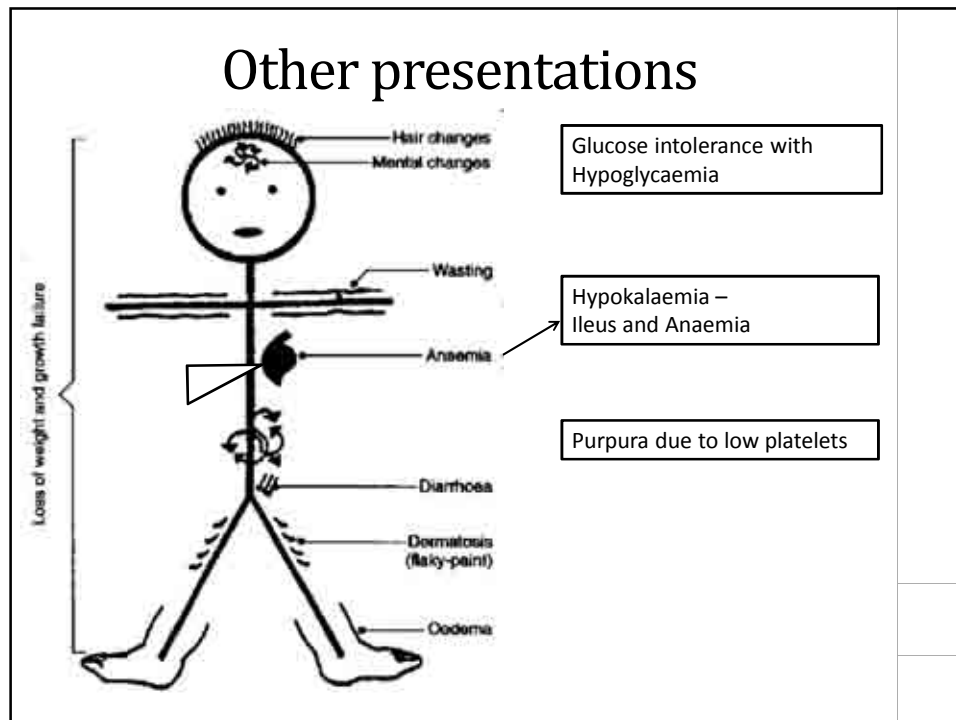 Other presentations
Hair changes
Mental changes
Wasting
Anaemia
Diarrhoea
Dermatosis
(flaky-paint)
Oedema
Loss of weight and growth failure
Glucose intolerance with
Hypoglycaemia
Hypokalaemia –
Ileus and Anaemia
Purpura due to low platelets